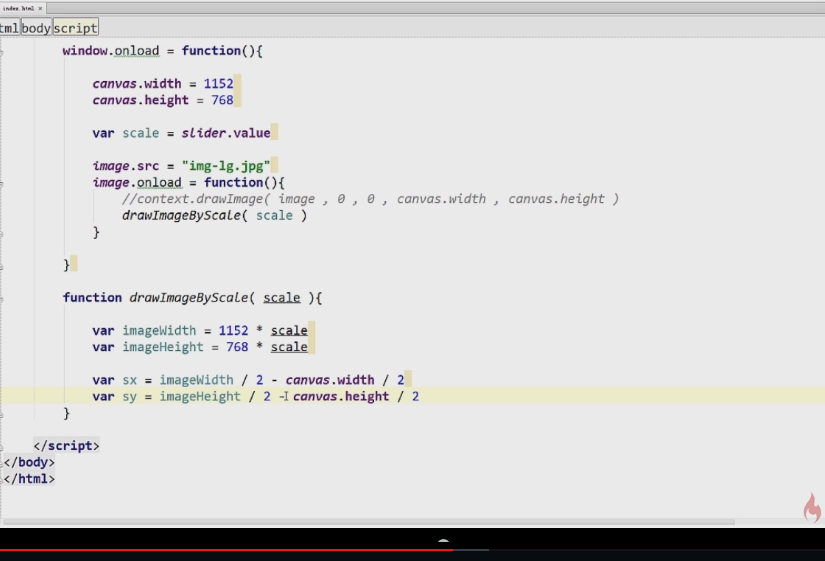 index.html ×
tml body script
window.onload = function(){
canvas.width = 1152
canvas.height = 768
var scale = slider.value
image.src = "img-lg.jpg"
image.onload = function(){
//context.drawImage( image , 0 , 0 , canvas.width , canvas.height )
drawImageByScale( scale )
}
}
function drawImageByScale( scale ){
var imageWidth = 1152 * scale
var imageHeight = 768 * scale
var sx = imageWidth / 2 - canvas.width / 2
var sy = imageHeight / 2 - canvas.height / 2
}
</script>
</body>
</html>